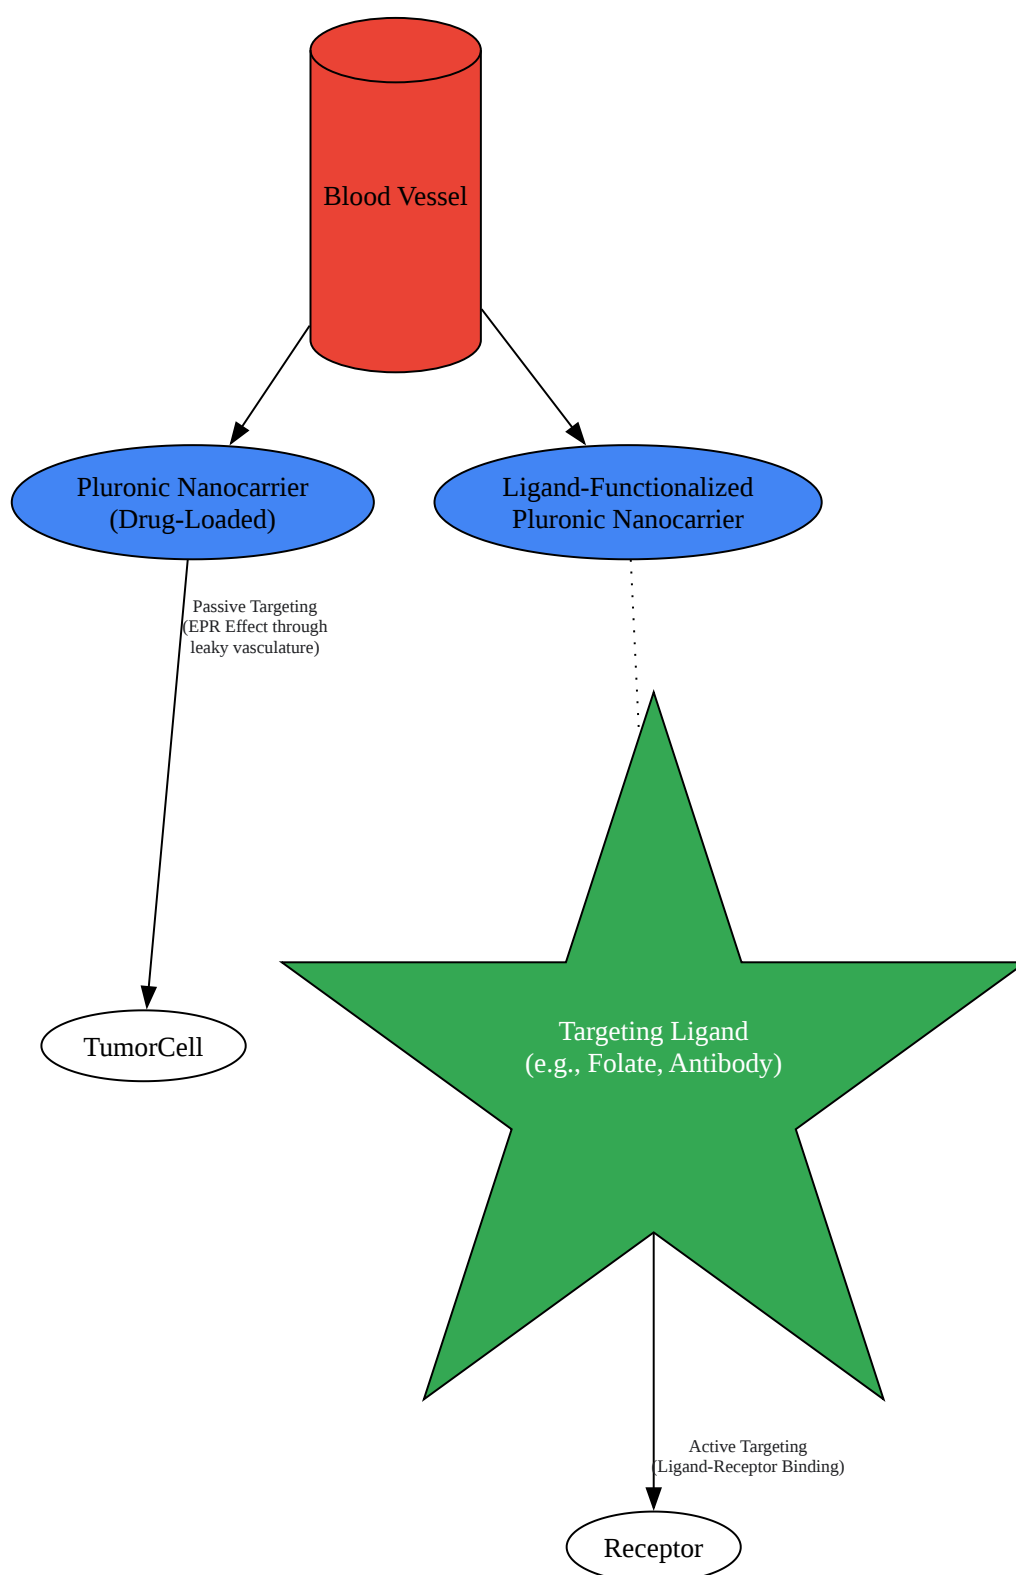 Blood Vessel
Pluronic Nanocarrier
(Drug-Loaded)
Ligand-Functionalized
Pluronic Nanocarrier
Passive Targeting
(EPR Effect through
leaky vasculature)
TumorCell
Targeting Ligand
(e.g., Folate, Antibody)
Active Targeting
(Ligand-Receptor Binding)
Receptor